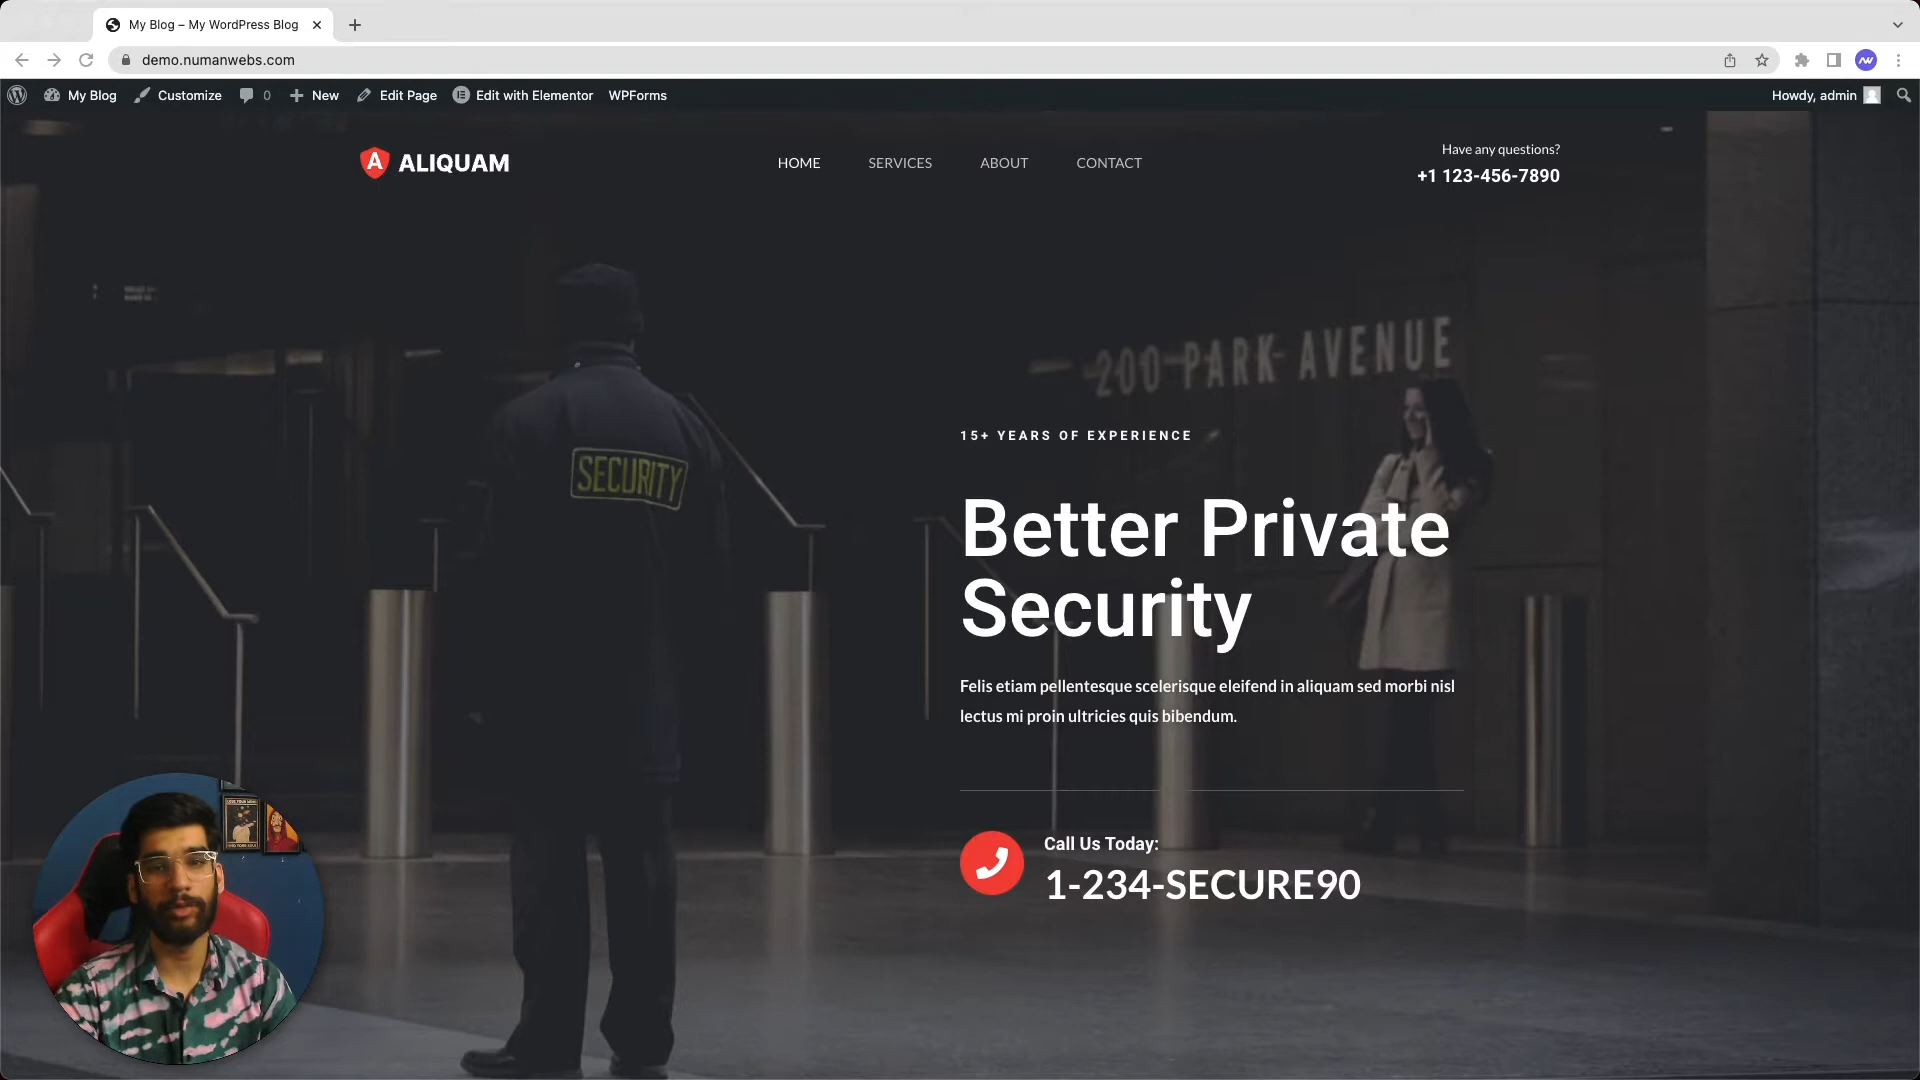 My Blog – My WordPress Blog
demo.numanwebs.com
My Blog
Customize
0
New
Edit Page
Edit with Elementor
WPForms
Howdy, admin
A ALIQUAM
HOME
SERVICES
ABOUT
CONTACT
Have any questions?
+1 123-456-7890
200 PARK AVENUE
15+ YEARS OF EXPERIENCE
SECURITY
Better Private
Security
Felis etiam pellentesque scelerisque eleifend in aliquam sed morbi nisl
lectus mi proin ultricies quis bibendum.
Call Us Today:
1-234-SECURE90